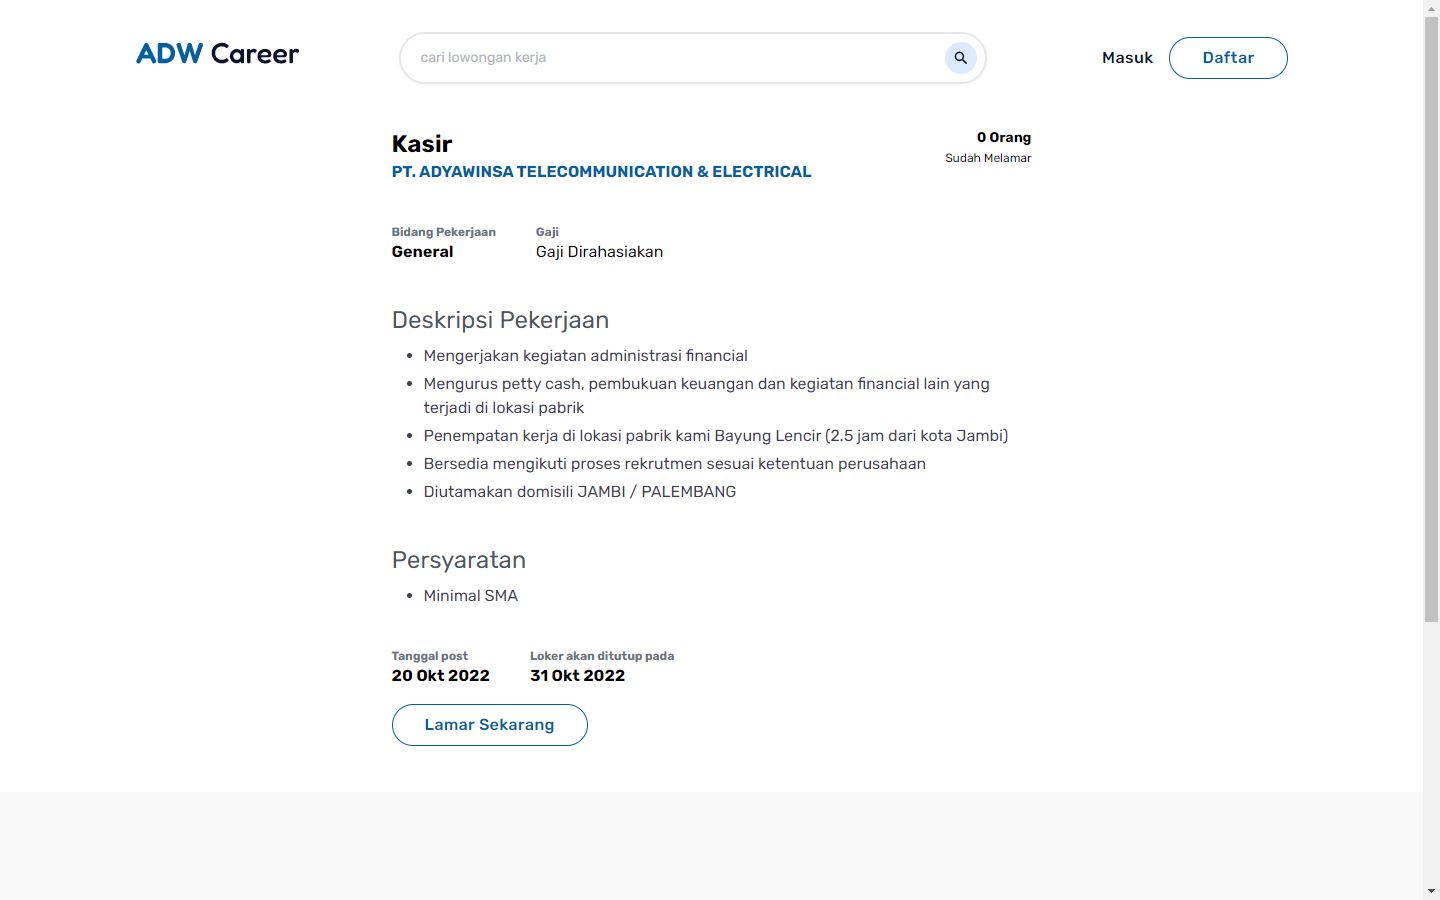 ADW Career
cari lowongan kerja
Masuk
Daftar
Kasir
PT. ADYAWINSA TELECOMMUNICATION & ELECTRICAL
0 Orang
Sudah Melamar
Bidang Pekerjaan
General
Gaji
Gaji Dirahasiakan
Deskripsi Pekerjaan
Mengerjakan kegiatan administrasi financial
Mengurus petty cash, pembukuan keuangan dan kegiatan financial lain yang
terjadi di lokasi pabrik
Penempatan kerja di lokasi pabrik kami Bayung Lencir (2.5 jam dari kota Jambi)
Bersedia mengikuti proses rekrutmen sesuai ketentuan perusahaan
Diutamakan domisili JAMBI / PALEMBANG
Persyaratan
Minimal SMA
Tanggal post
20 Okt 2022
Loker akan ditutup pada
31 Okt 2022
Lamar Sekarang